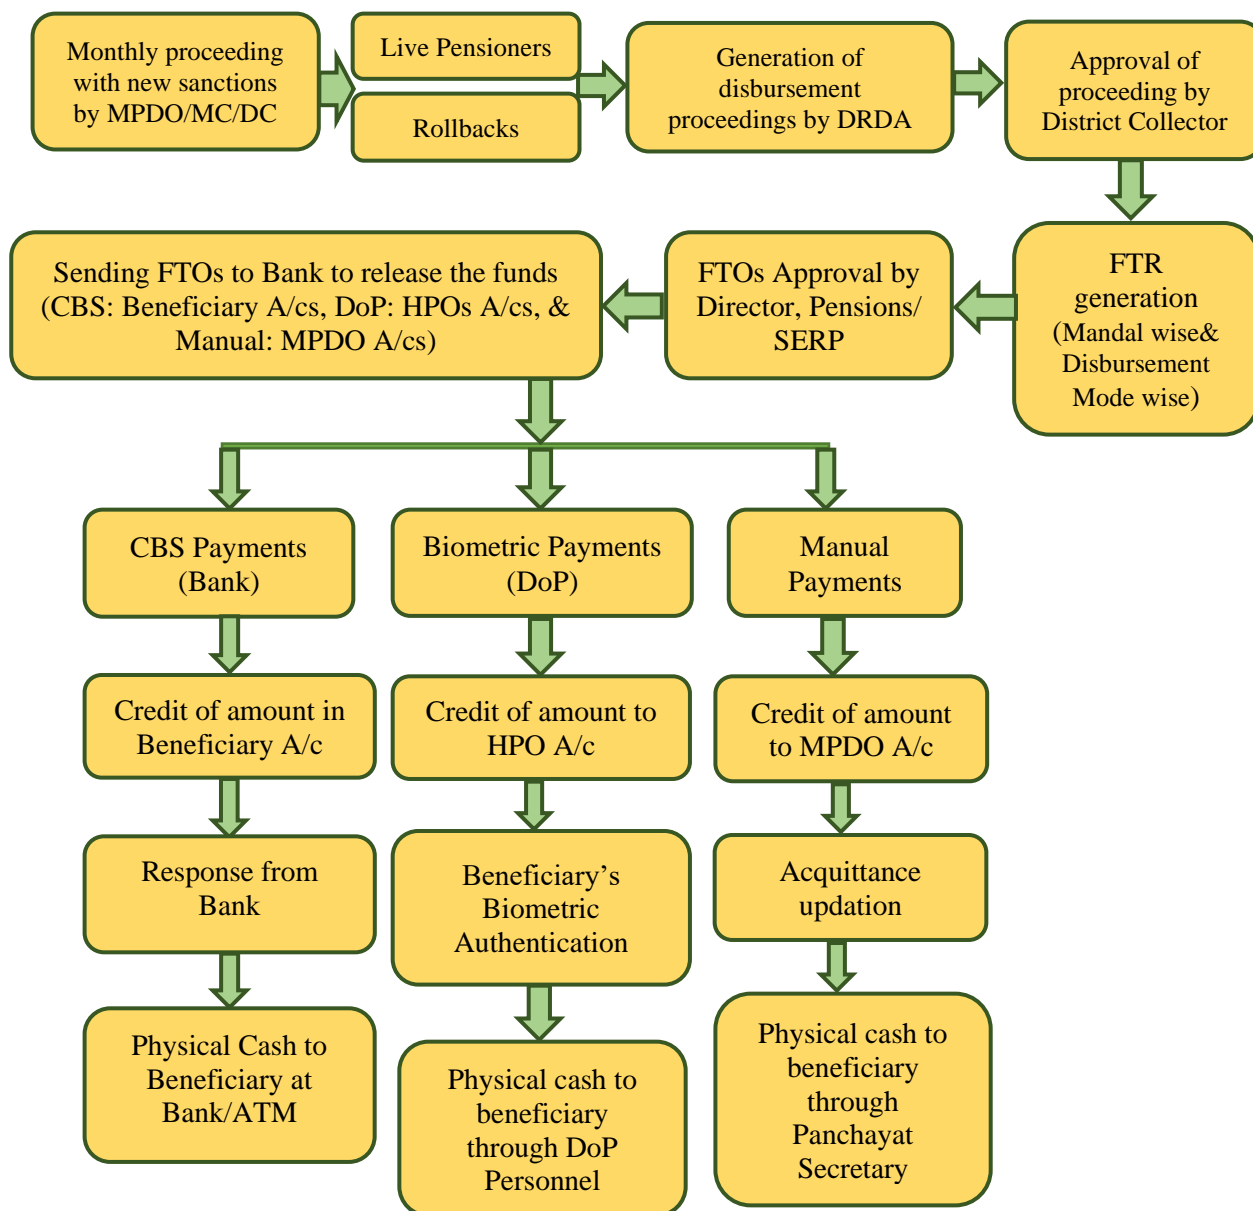 Monthly proceeding
with new sanctions
by MPDO/MC/DC
Live Pensioners
Rollbacks
Generation of
disbursement
proceedings by DRDA
Approval of
proceeding by
District Collector
FTR
generation
(Mandal wise&
Disbursement
Mode wise)
FTOs Approval by
Director, Pensions/
SERP
Sending FTOs to Bank to release the funds
(CBS: Beneficiary A/cs, DoP: HPOs A/cs, &
Manual: MPDO A/cs)
CBS Payments
(Bank)
Biometric Payments
(DoP)
Manual
Payments
Credit of amount in
Beneficiary A/c
Credit of amount to
HPO A/c
Credit of amount
to MPDO A/c
Response from
Bank
Beneficiary’s
Biometric
Authentication
Acquittance
updation
Physical Cash to
Beneficiary at
Bank/ATM
Physical cash to
beneficiary
through DoP
Personnel
Physical cash to
beneficiary
through
Panchayat
Secretary